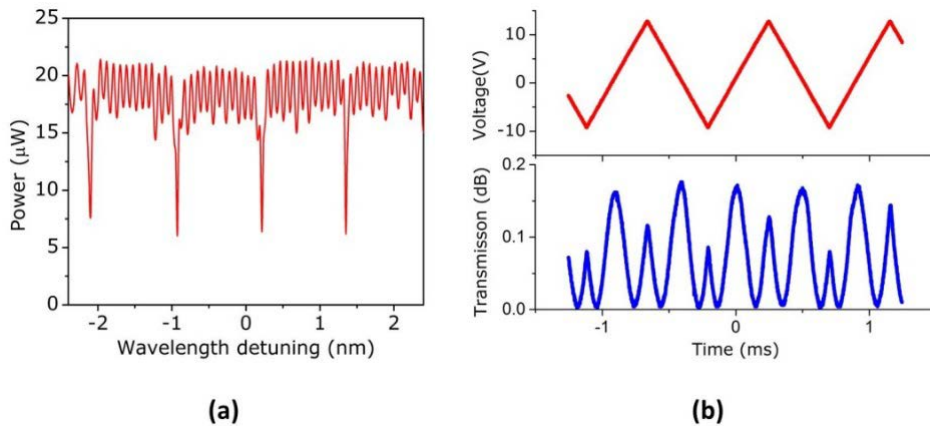 (a)
25
20
15
10
5
0
Power (μW)
-2 -1 0 1 2
Wavelength detuning (nm)
(a)
(b)
10
0
-10
Voltage(V)
0.2
0.1
0.0
Transmisson (dB)
-1 0 1
Time (ms)
(b)